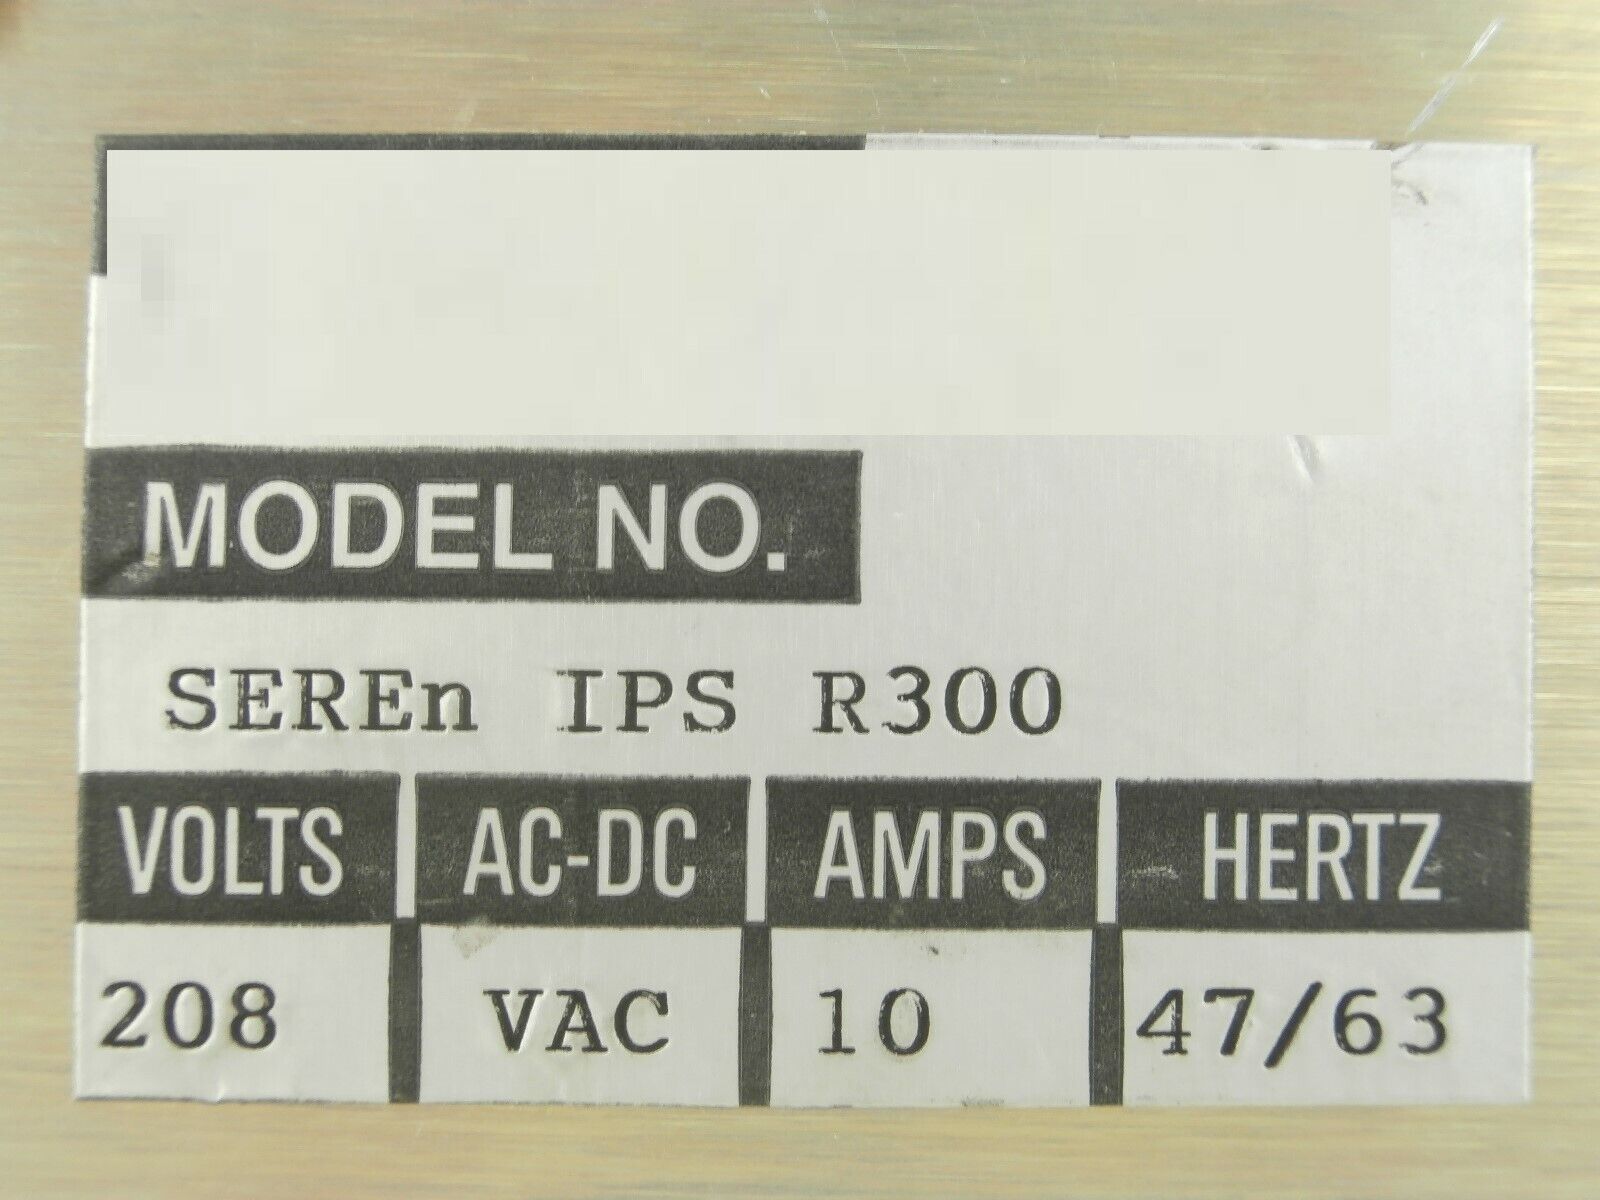 MODEL NO.
SEREn IPS R300
VOLTS AC-DC AMPS HERTZ
208 VAC 10 47/63